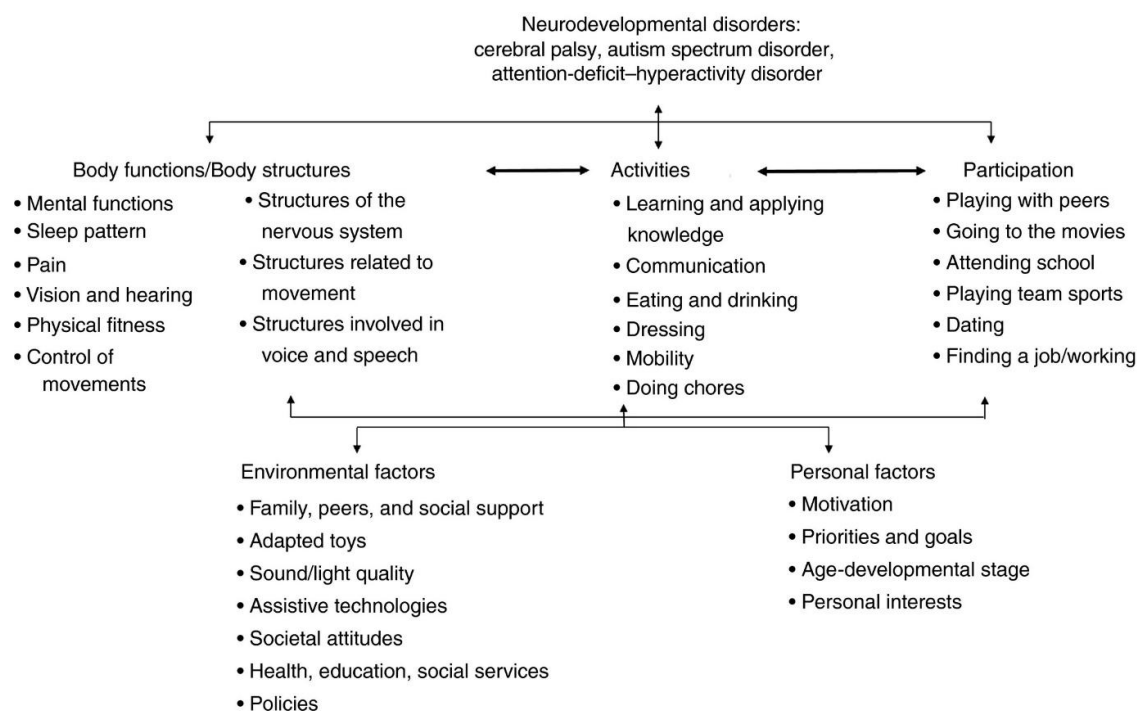 Neurodevelopmental disorders:
cerebral palsy, autism spectrum disorder,
attention-deficit–hyperactivity disorder
Body functions/Body structures
• Mental functions
• Sleep pattern
• Pain
• Vision and hearing
• Physical fitness
• Control of
movements
• Structures of the
nervous system
• Structures related to
movement
• Structures involved in
voice and speech
Activities
• Learning and applying
knowledge
• Communication
• Eating and drinking
• Dressing
• Mobility
• Doing chores
Participation
• Playing with peers
• Going to the movies
• Attending school
• Playing team sports
• Dating
• Finding a job/working
Environmental factors
• Family, peers, and social support
• Adapted toys
• Sound/light quality
• Assistive technologies
• Societal attitudes
• Health, education, social services
• Policies
Personal factors
• Motivation
• Priorities and goals
• Age-developmental stage
• Personal interests